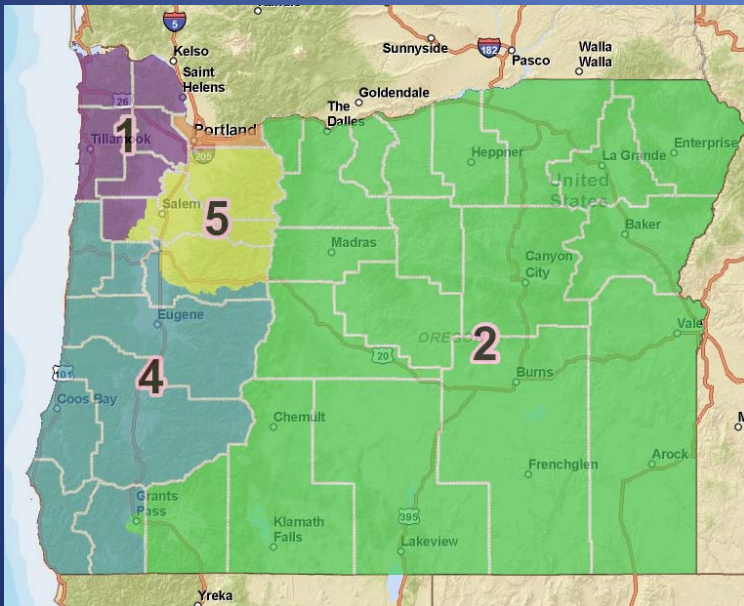 5
Kelso
Sunnyside
182
Pasco
Walla
Walla
Saint
Helens
Goldendale
26
The
Dalles
1
Portland
Tillamook
205
Heppner
La Grande
Enterprise
United
States
Salem
5
Madras
Baker
Canyon
City
Eugene
OREGO
2
Vale
20
4
101
Burns
Coos Bay
Chemult
Frenchglen
Arock
Grants
Pass
Klamath
Falls
395
Lakeview
Yreka